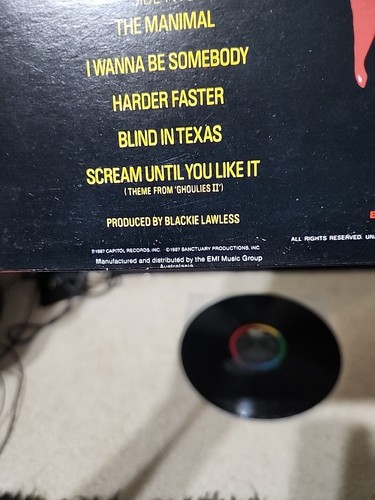 THE MANIMAL
I WANNA BE SOMEBODY
HARDER FASTER
BLIND IN TEXAS
SCREAM UNTIL YOU LIKE IT
(THEME FROM 'GHOULIES II')
PRODUCED BY BLACKIE LAWLESS
℗1987 CAPITOL RECORDS, INC. ©1987 SANCTUARY PRODUCTIONS, INC
Manufactured and distributed by the EMI Music Group
Australasia
ALL RIGHTS RESERVED.